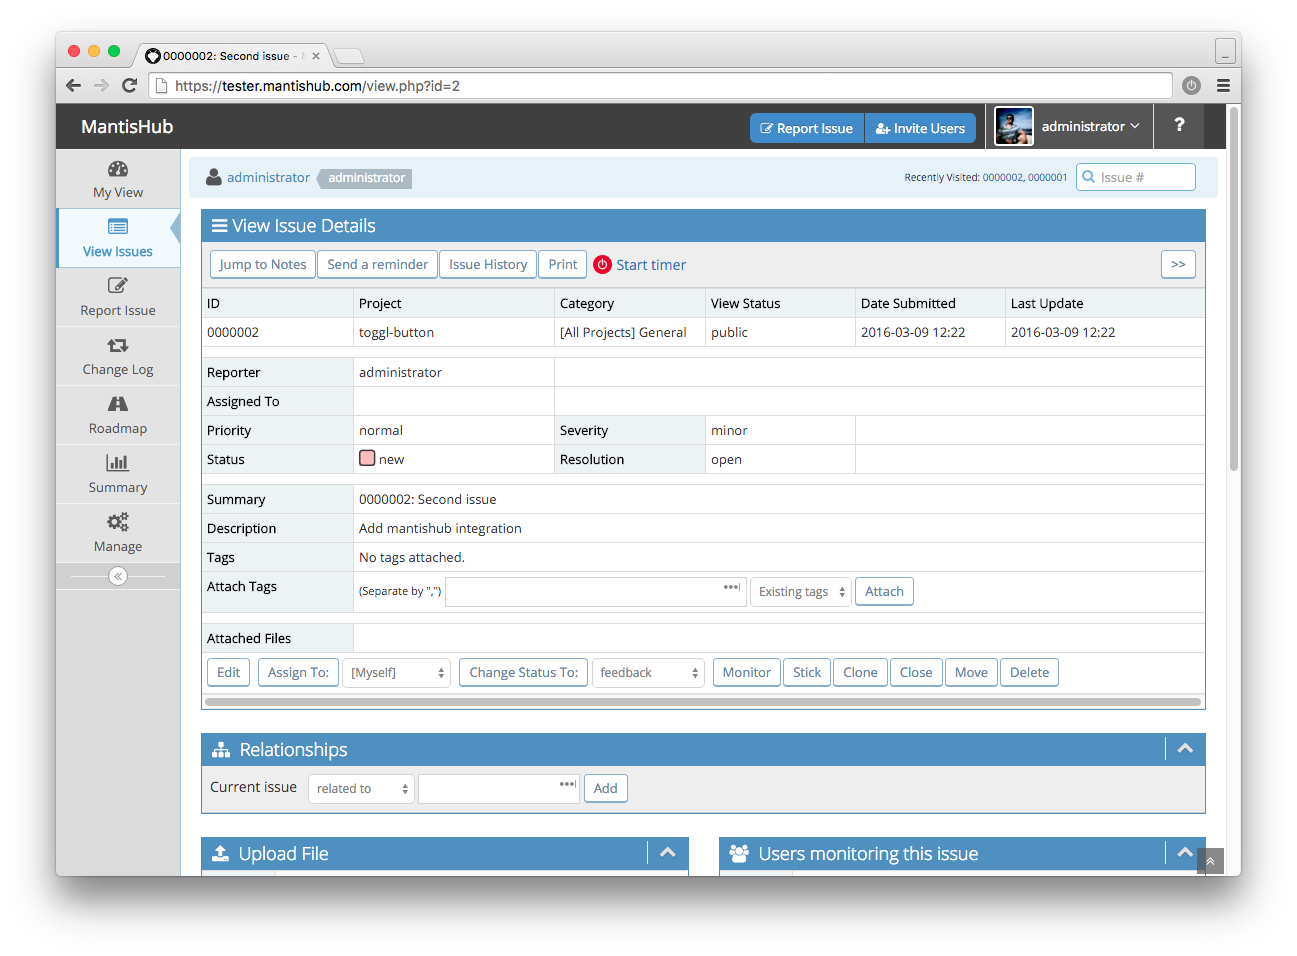 0000002: Second issue -
https://tester.mantishub.com/view.php?id=2
MantisHub
Report Issue
Invite Users
administrator
?
My View
View Issues
Report Issue
Change Log
Roadmap
Summary
Manage
administrator administrator
Recently Visited: 0000002, 0000001
Issue #
View Issue Details
Jump to Notes Send a reminder Issue History Print Start timer >>
ID Project Category View Status Date Submitted Last Update
0000002 toggl-button [All Projects] General public 2016-03-09 12:22 2016-03-09 12:22
Reporter administrator
Assigned To
Priority normal Severity minor
Status new Resolution open
Summary 0000002: Second issue
Description Add mantishub integration
Tags No tags attached.
Attach Tags (Separate by ",") Existing tags Attach
Attached Files
Edit Assign To: [Myself] Change Status To: feedback Monitor Stick Clone Close Move Delete
Relationships
Current issue related to Add
Upload File
Users monitoring this issue